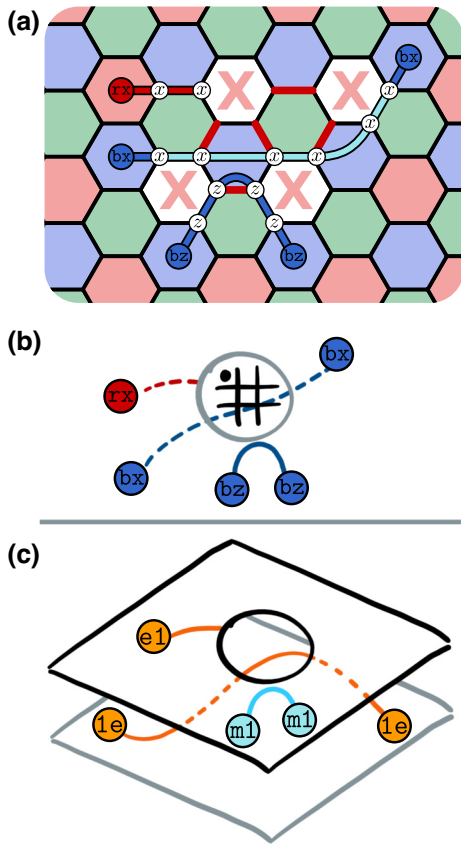 (a)
X X
bx
rx x x x
x
bx x x x x
X X
z z
z z
bz bz
(b)
bx
rx
bx
bz bz
(c)
e1
1e m1 m1 1e